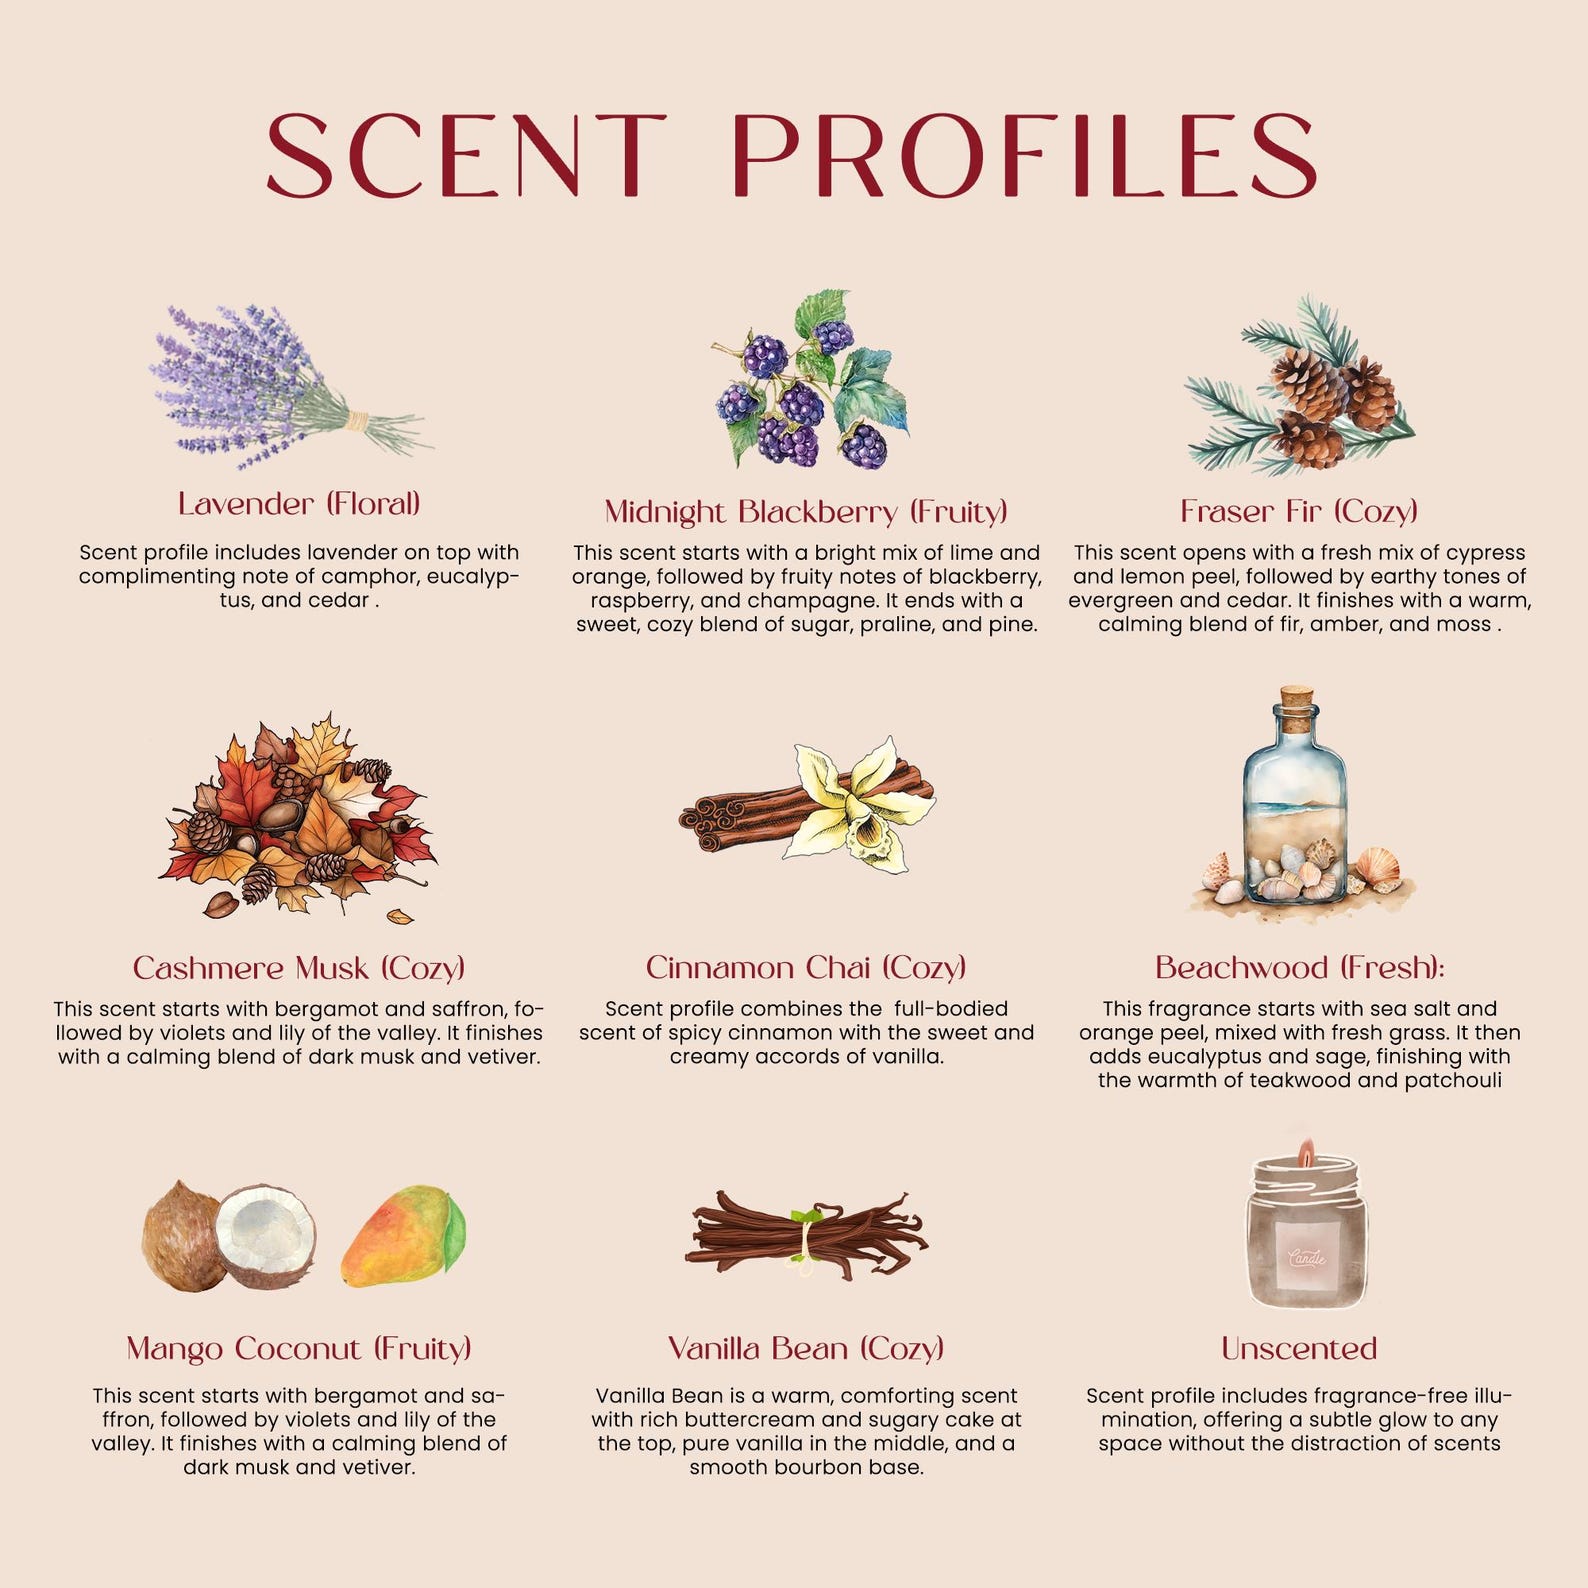 SCENT PROFILES
Lavender (Floral)
Scent profile includes lavender on top with
complimenting note of camphor, eucalyp-
tus, and cedar .
Midnight Blackberry (Fruity)
This scent starts with a bright mix of lime and
orange, followed by fruity notes of blackberry,
raspberry, and champagne. It ends with a
sweet, cozy blend of sugar, praline, and pine.
Fraser Fir (Cozy)
This scent opens with a fresh mix of cypress
and lemon peel, followed by earthy tones of
evergreen and cedar. It finishes with a warm,
calming blend of fir, amber, and moss .
Cashmere Musk (Cozy)
This scent starts with bergamot and saffron, fo-
llowed by violets and lily of the valley. It finishes
with a calming blend of dark musk and vetiver.
Cinnamon Chai (Cozy)
Scent profile combines the  full-bodied
scent of spicy cinnamon with the sweet and
creamy accords of vanilla.
Beachwood (Fresh):
This fragrance starts with sea salt and
orange peel, mixed with fresh grass. It then
adds eucalyptus and sage, finishing with
the warmth of teakwood and patchouli
Mango Coconut (Fruity)
This scent starts with bergamot and sa-
ffron, followed by violets and lily of the
valley. It finishes with a calming blend of
dark musk and vetiver.
Vanilla Bean (Cozy)
Vanilla Bean is a warm, comforting scent
with rich buttercream and sugary cake at
the top, pure vanilla in the middle, and a
smooth bourbon base.
Candle
Unscented
Scent profile includes fragrance-free illu-
mination, offering a subtle glow to any
space without the distraction of scents